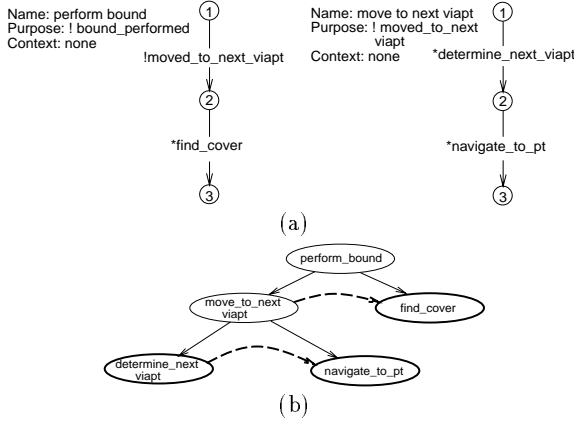 Name: perform bound
Purpose: ! bound_performed
Context: none
1
!moved_to_next_viapt
2
*find_cover
3
Name: move to next viapt
Purpose: ! moved_to_next
viapt
Context: none
1
*determine_next_viapt
2
*navigate_to_pt
3
(a)
perform_bound
move_to_next
viapt
find_cover
determine_next
viapt
navigate_to_pt
(b)